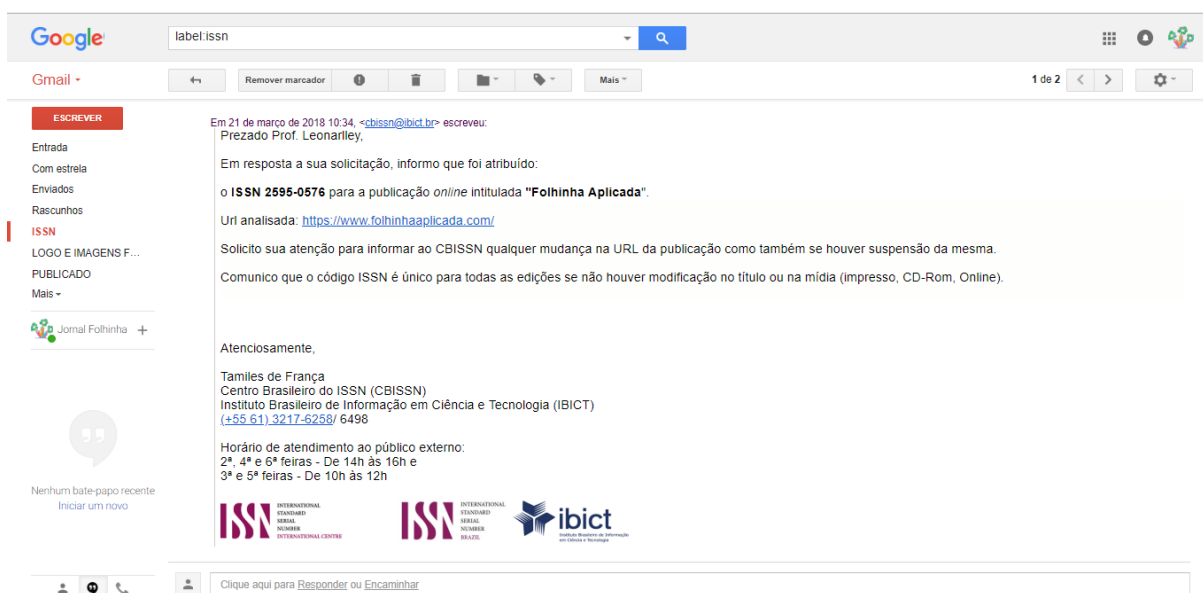 Google
label:issn
Gmail
Remover marcador
Mais
1 de 2
ESCREVER
Entrada
Com estrela
Enviados
Rascunhos
ISSN
LOGO E IMAGENS F...
PUBLICADO
Mais
Jornal Folhinha +
Nenhum bate-papo recente
Iniciar um novo
Em 21 de março de 2018 10:34, <cbissn@ibict.br> escreveu:
Prezado Prof. Leonarlley,
Em resposta a sua solicitação, informo que foi atribuído:
o ISSN 2595-0576 para a publicação online intitulada "Folhinha Aplicada".
Url analisada: https://www.folhinhaaplicada.com/
Solicito sua atenção para informar ao CBISSN qualquer mudança na URL da publicação como também se houver suspensão da mesma.
Comunico que o código ISSN é único para todas as edições se não houver modificação no título ou na mídia (impresso, CD-Rom, Online).
Atenciosamente,
Tamiles de França
Centro Brasileiro do ISSN (CBISSN)
Instituto Brasileiro de Informação em Ciência e Tecnologia (IBICT)
(+55 61) 3217-6258/ 6498
Horário de atendimento ao público externo:
2ª, 4ª e 6ª feiras - De 14h às 16h e
3ª e 5ª feiras - De 10h às 12h
ISSN
INTERNATIONAL
STANDARD
SERIAL
NUMBER
INTERNATIONAL CENTRE
ISSN
INTERNATIONAL
STANDARD
SERIAL
NUMBER
BRAZIL
ibict
Instituto Brasileiro de Informação
em Ciência e Tecnologia
Clique aqui para Responder ou Encaminhar